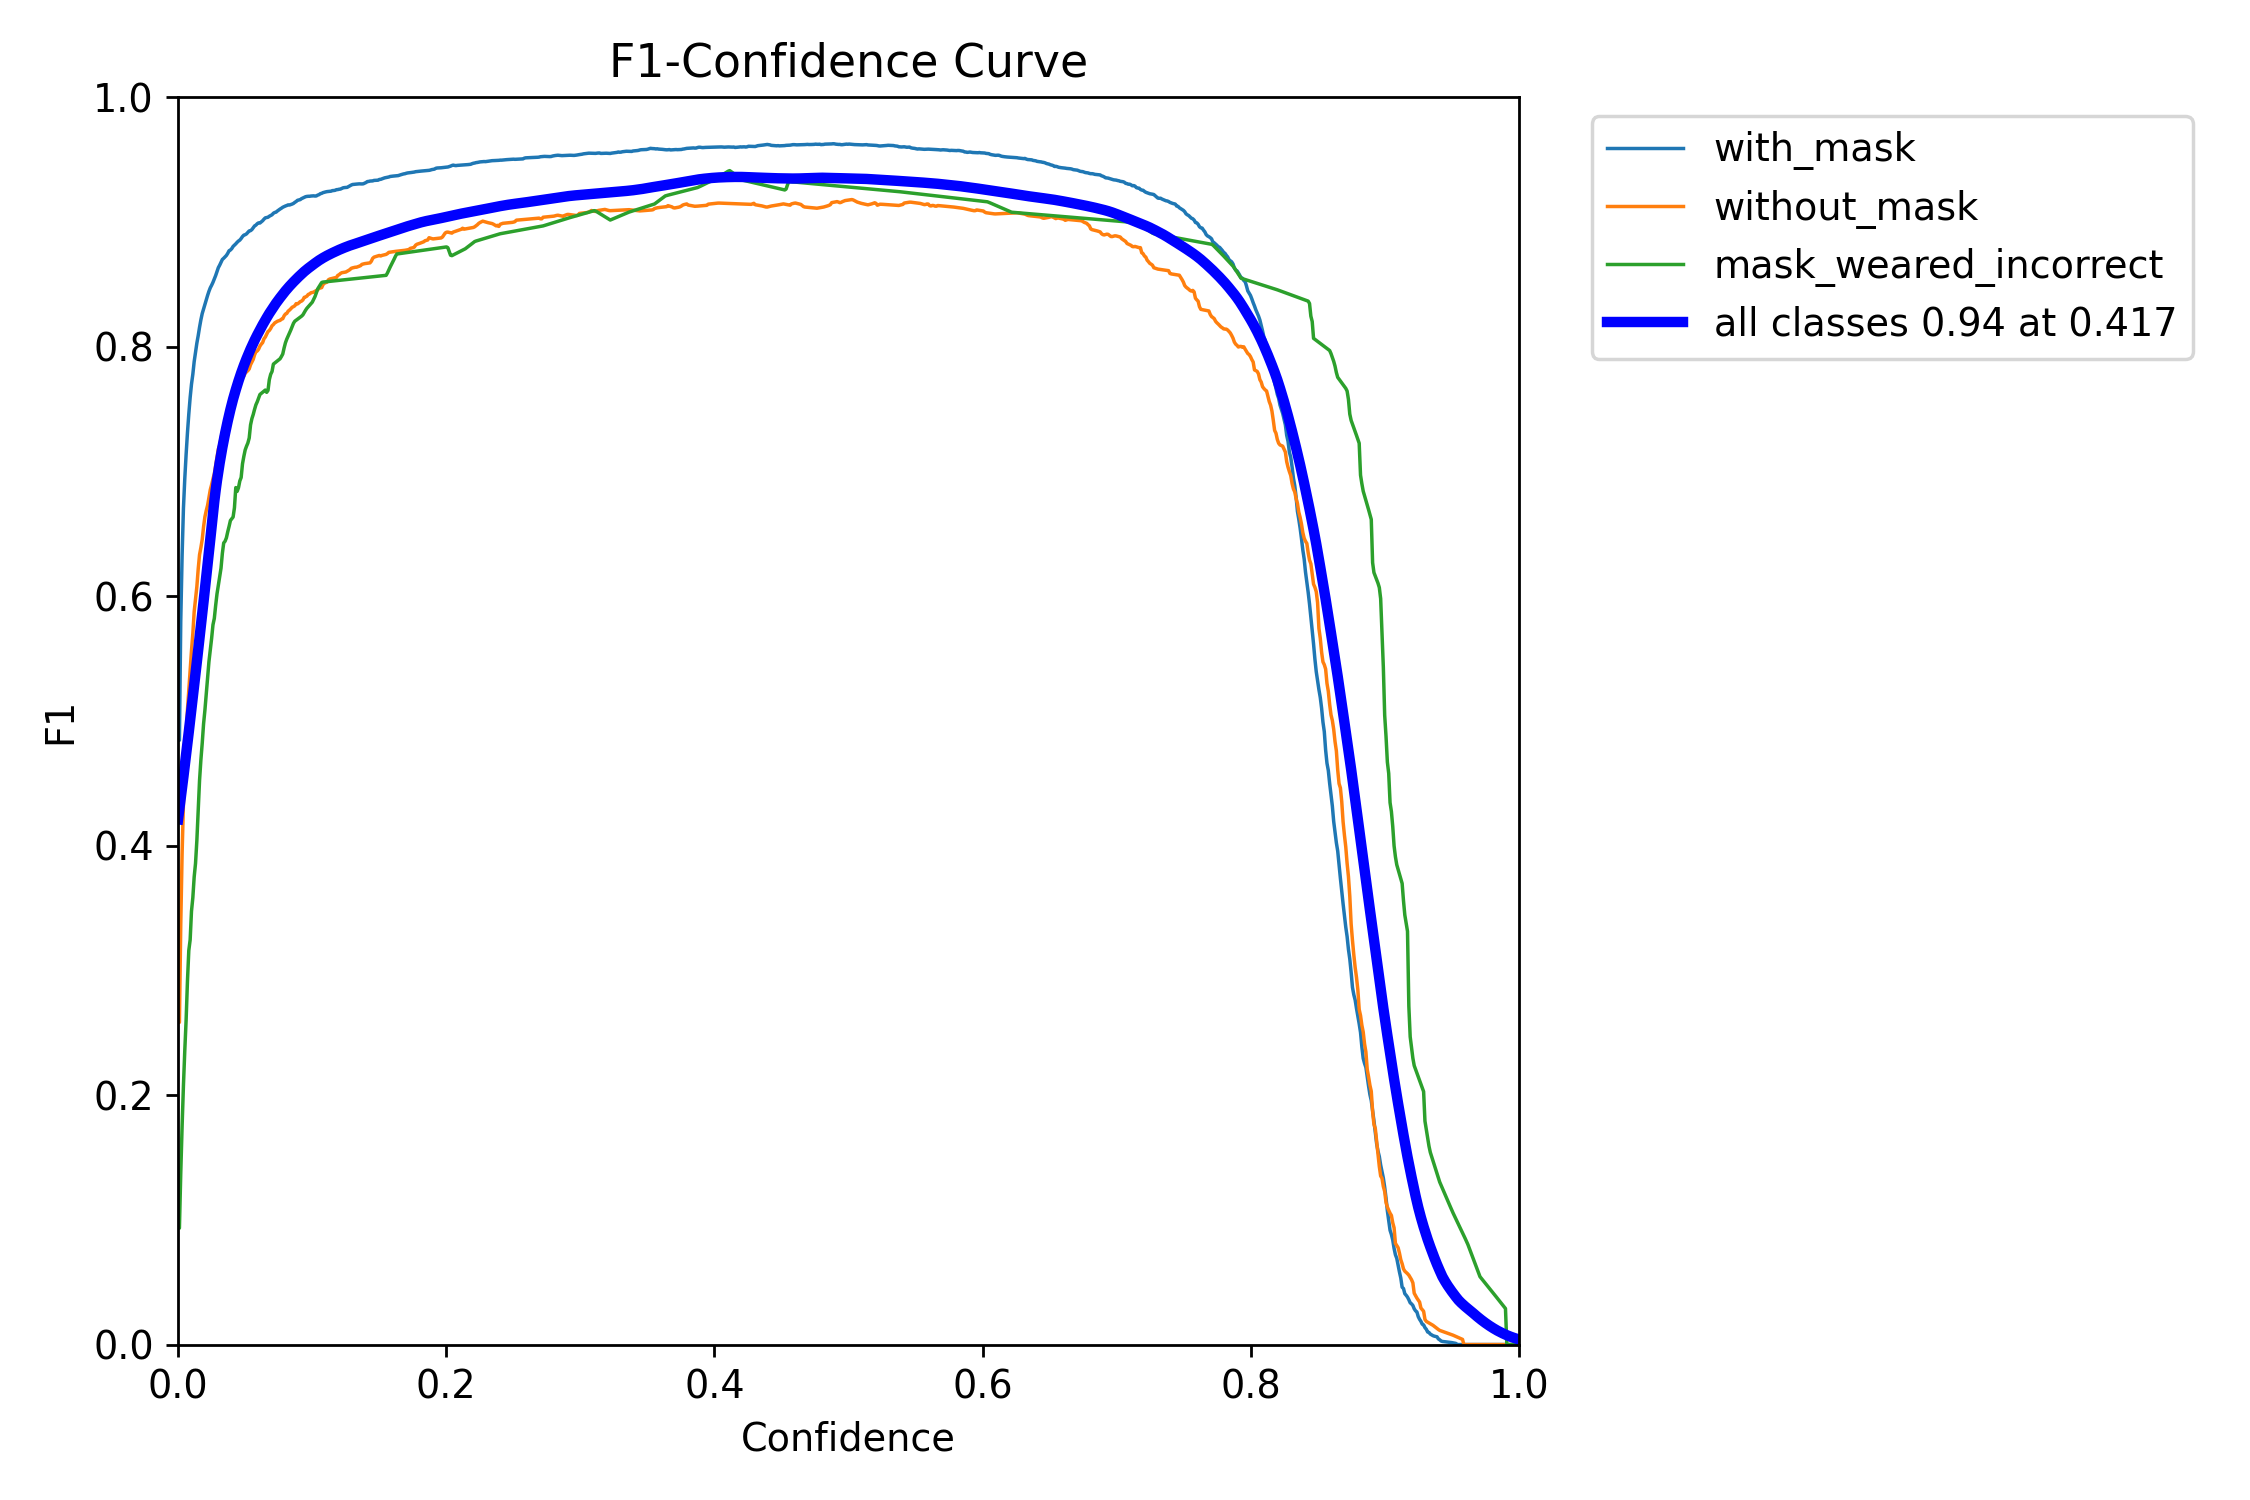 F1-Confidence Curve
1.0
0.8
0.6
0.4
0.2
0.0
F1
0.0 0.2 0.4 0.6 0.8 1.0
Confidence
with_mask
without_mask
mask_weared_incorrect
all classes 0.94 at 0.417